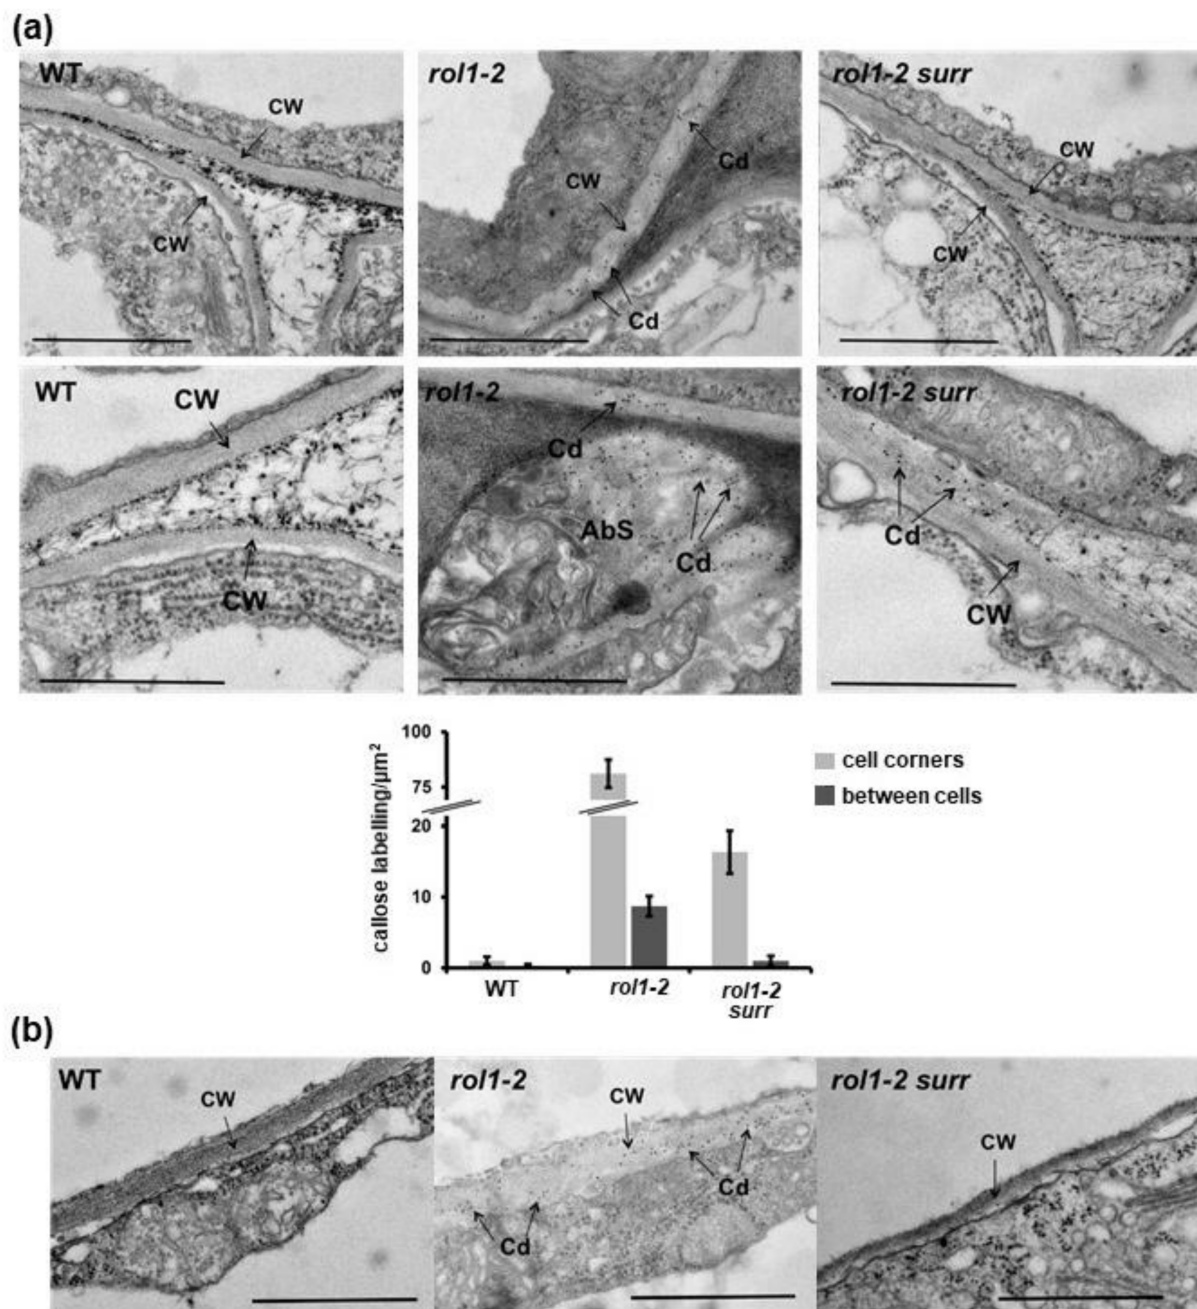 (a)
WT
CW
CW
rol1-2
Cd
CW
Cd
rol1-2 surr
CW
CW
WT
CW
CW
rol1-2
Cd
AbS
Cd
rol1-2 surr
Cd
CW
callose labelling/µm²
100
75
20
10
0
WT
rol1-2
rol1-2
surr
cell corners
between cells
(b)
WT
CW
rol1-2
CW
Cd
Cd
rol1-2 surr
CW